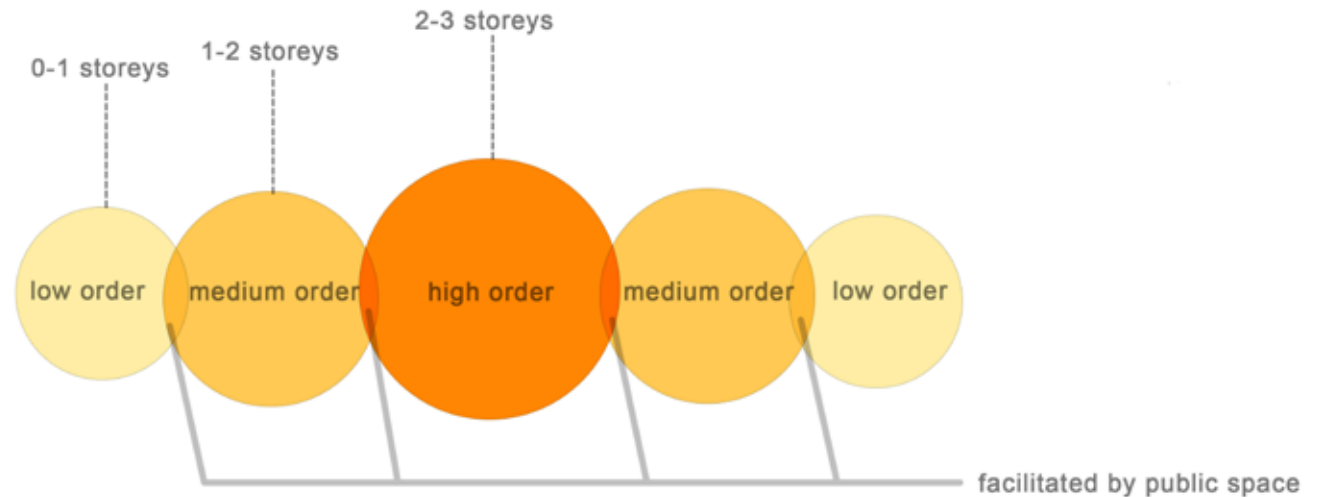 2-3 storeys
1-2 storeys
0-1 storeys
low order
medium order
high order
medium order
low order
facilitated by public space